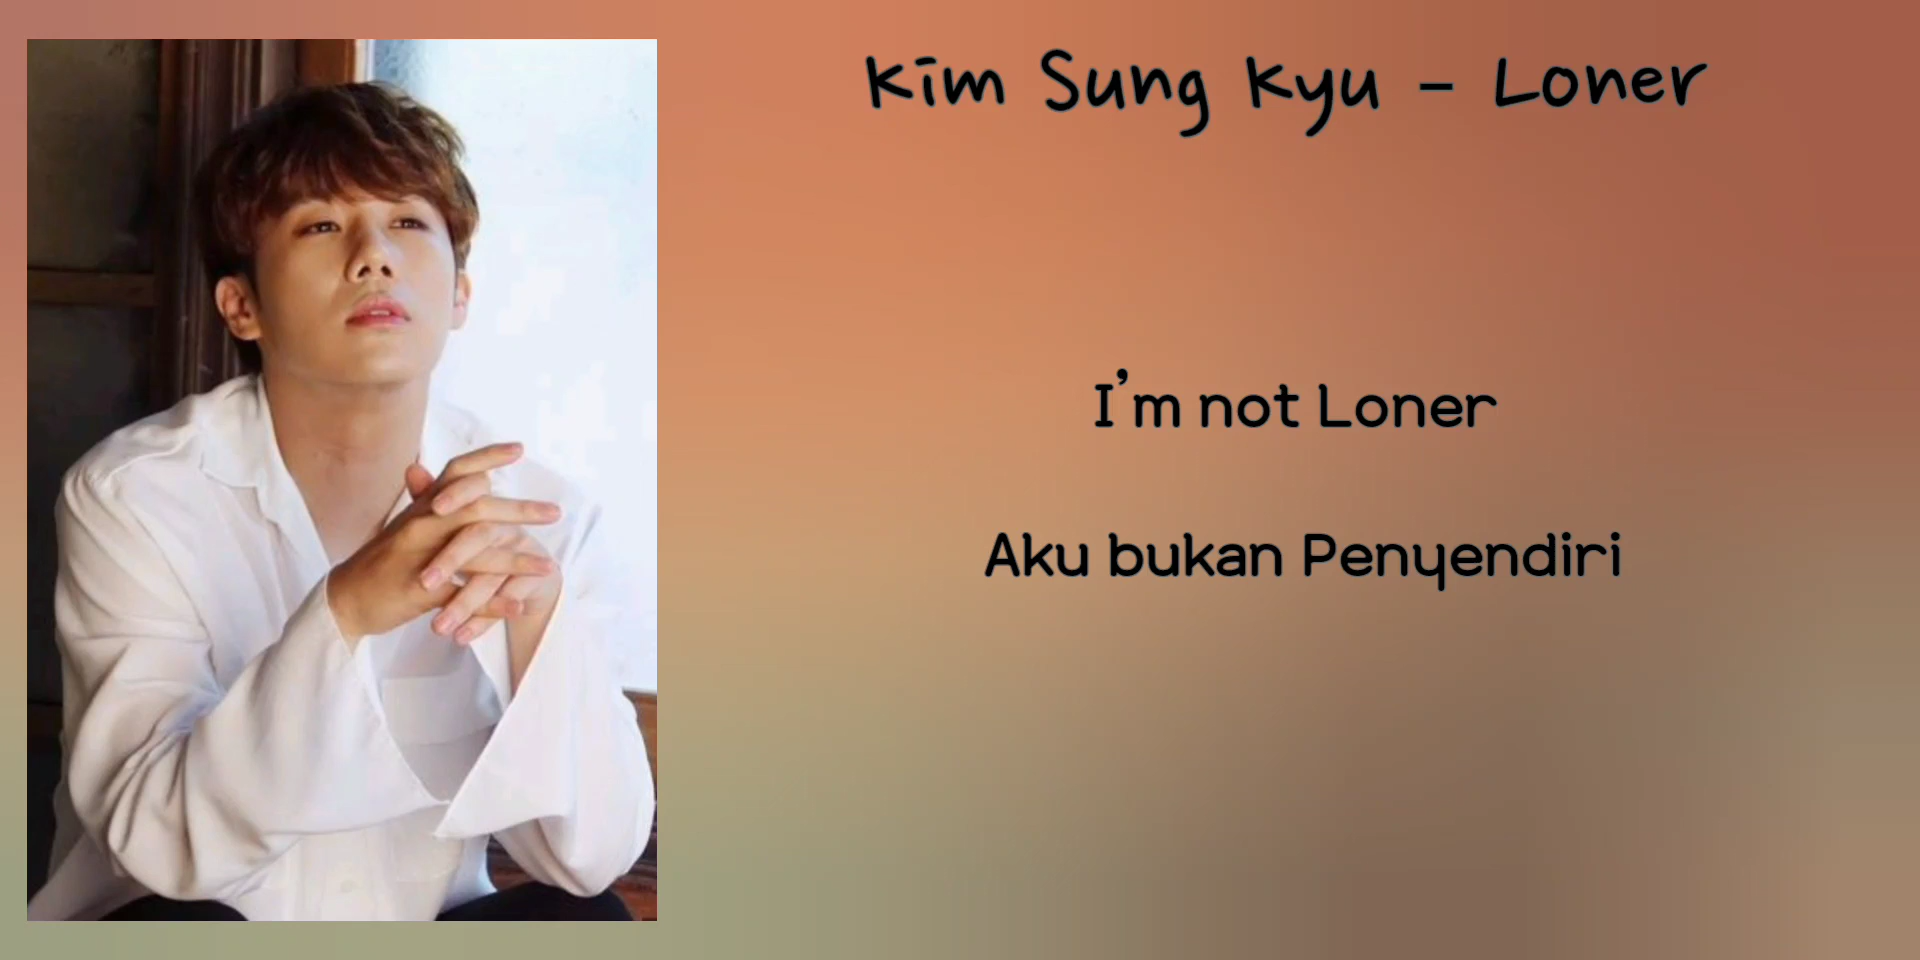 Kim Sung Kyu - Loner
I'm not Loner
Aku bukan Penyendiri